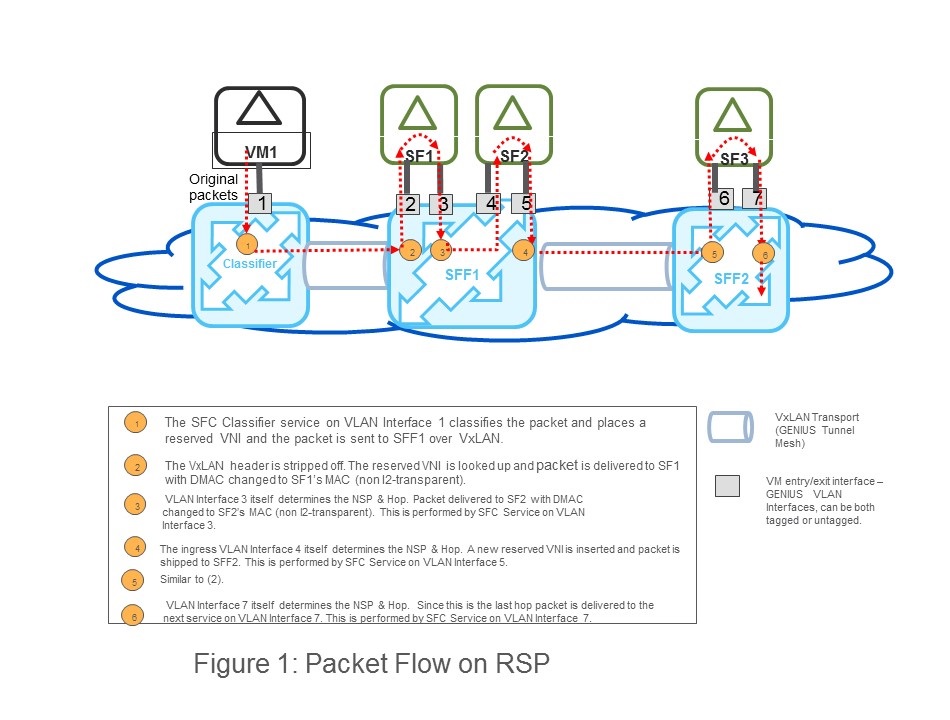 VM1
SF1
SF2
SF3
Original
packets
1
2
3
4
5
6
7
1
2
3
4
5
6
Classifier
SFF1
SFF2
1
The SFC Classifier service on VLAN Interface 1 classifies the packet and places a
reserved VNI and the packet is sent to SFF1 over VxLAN.
2
The VxLAN header is stripped off. The reserved VNI is looked up and packet is delivered to SF1
with DMAC changed to SF1's MAC (non l2-transparent).
3
VLAN Interface 3 itself determines the NSP & Hop. Packet delivered to SF2 with DMAC
changed to SF2's MAC (non l2-transparent). This is performed by SFC Service on VLAN
Interface 3.
4
The ingress VLAN Interface 4 itself determines the NSP & Hop. A new reserved VNI is inserted and packet is
shipped to SFF2. This is performed by SFC Service on VLAN Interface 5.
5
Similar to (2).
6
VLAN Interface 7 itself determines the NSP & Hop. Since this is the last hop packet is delivered to the
next service on VLAN Interface 7. This is performed by SFC Service on VLAN Interface 7.
VxLAN Transport
(GENIUS Tunnel
Mesh)
VM entry/exit interface –
GENIUS VLAN
Interfaces, can be both
tagged or untagged.
Figure 1: Packet Flow on RSP